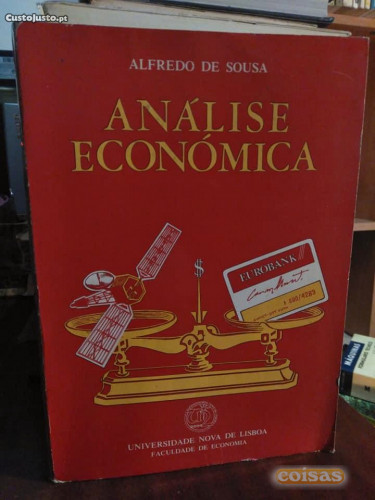 CustoJusto.pt
ALFREDO DE SOUSA
ANÁLISE
ECONÓMICA
$
EUROBANK
UNIVERSIDADE NOVA DE LISBOA
FACULDADE DE ECONOMIA
coisas